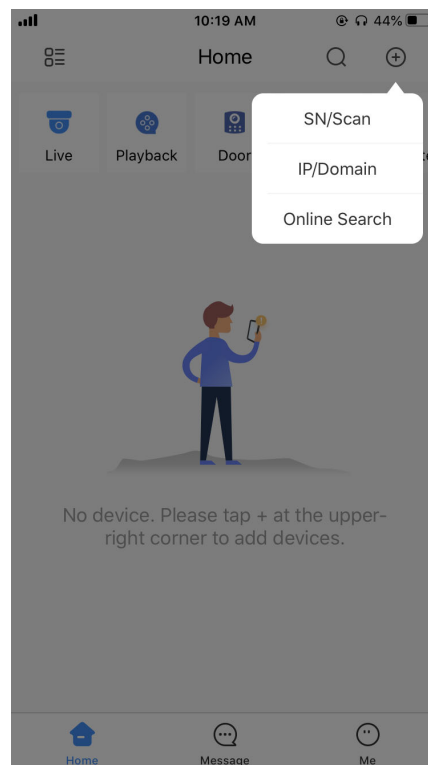 10:19 AM
44%
Home
SN/Scan
Live
Playback
Door
IP/Domain
Online Search
No device. Please tap + at the upper-
right corner to add devices.
Home
Message
Me